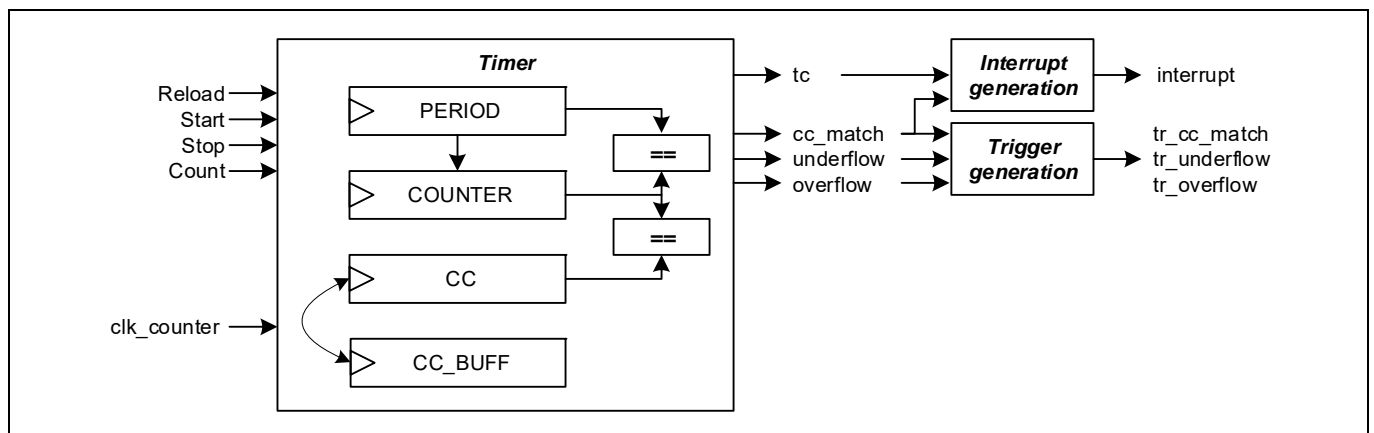 Timer
Reload
Start
Stop
Count
clk_counter
PERIOD
COUNTER
CC
CC_BUFF
==
==
tc
cc_match
underflow
overflow
Interrupt
generation
Trigger
generation
interrupt
tr_cc_match
tr_underflow
tr_overflow